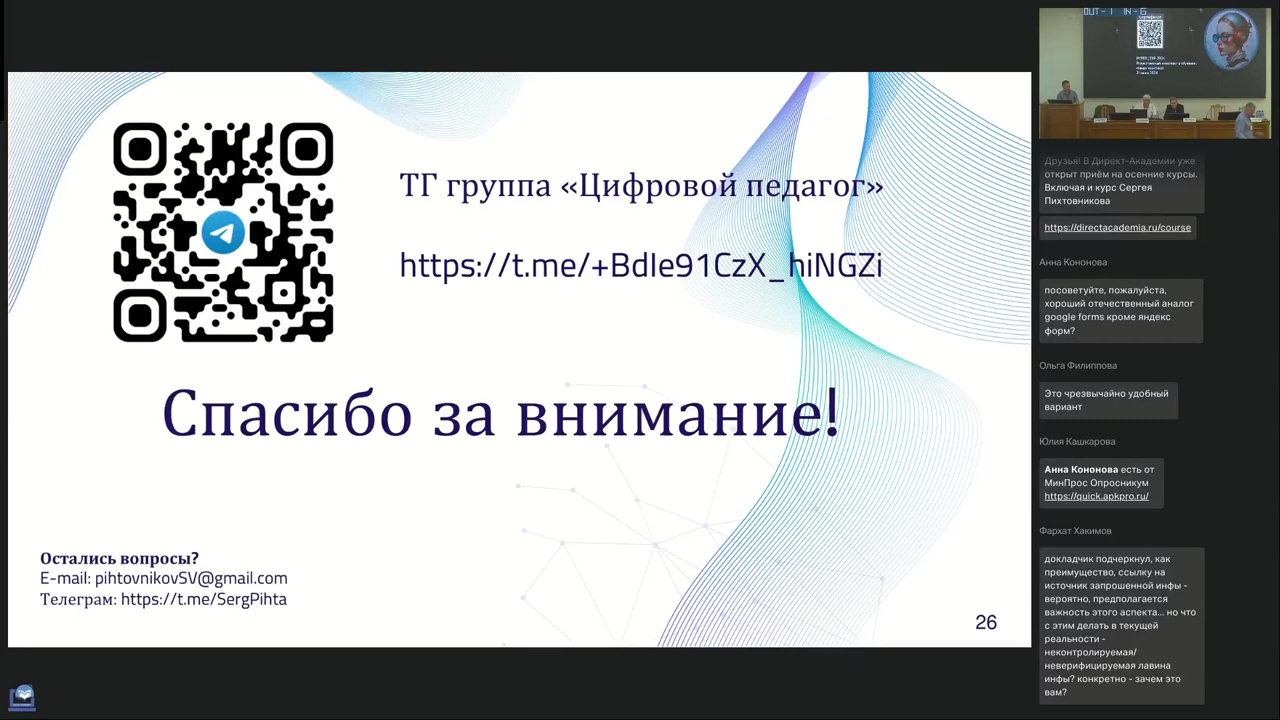 ТГ группа «Цифровой педагог»
https://t.me/+BdIe91CzX_hiNGZi
Спасибо за внимание!
Остались вопросы?
E-mail: pihtovnikovSV@gmail.com
Телеграм: https://t.me/SergPihta
26
OUT - 1 IN - 6
Друзья! В Директ-Академии уже
открыт приём на осенние курсы.
Включая и курс Сергея
Пихтовникова
https://directacademia.ru/course
Анна Кононова
посоветуйте, пожалуйста,
хороший отечественный аналог
google forms кроме яндекс
форм?
Ольга Филиппова
Это чрезвычайно удобный
вариант
Юлия Кашкарова
Анна Кононова есть от
МинПрос Опросникум
https://quick.apkpro.ru/
Фархат Хакимов
докладчик подчеркнул, как
преимущество, ссылку на
источник запрошенной инфы -
вероятно, предполагается
важность этого аспекта... но что
с этим делать в текущей
реальности -
неконтролируемая/
неверифицируемая лавина
инфы? конкретно - зачем это
вам?